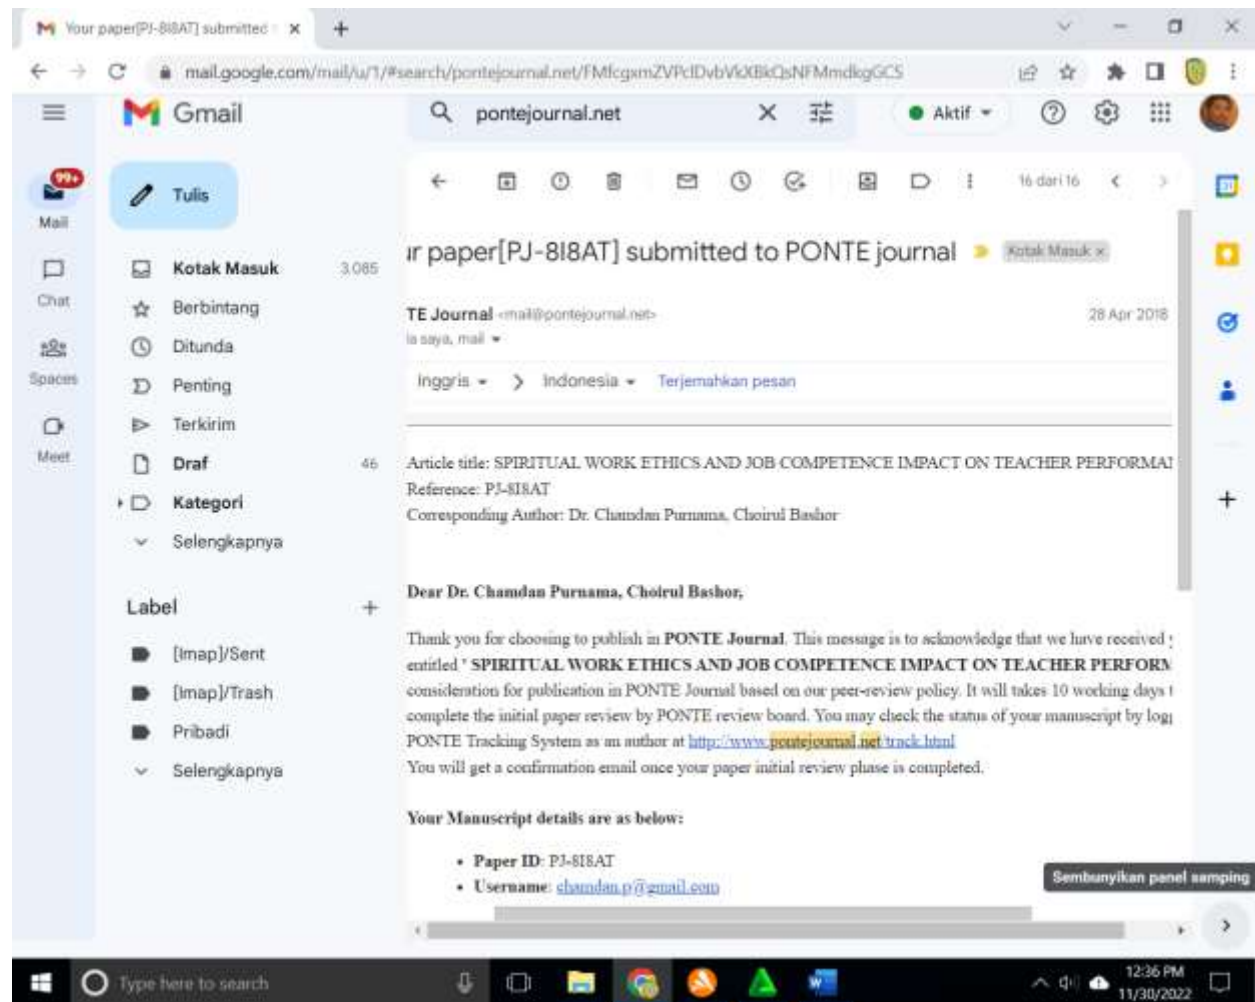 Your paper[PJ-8I8AT] submitted
mail.google.com/mail/u/1/#search/pontejournal.net/
Gmail
pontejournal.net
Aktif
99+
Mail
Chat
Spaces
Meet
Tulis
Kotak Masuk 3.085
Berbintang
Ditunda
Penting
Terkirim
Draf 46
Kategori
Selengkapnya
Label
[Imap]/Sent
[Imap]/Trash
Pribadi
Selengkapnya
16 dari 16
ır paper[PJ-8I8AT] submitted to PONTE journal Kotak Masuk x
TE Journal <mail@pontejournal.net> 28 Apr 2018
la saya, mail
Inggris > Indonesia Terjemahkan pesan
Article title: SPIRITUAL WORK ETHICS AND JOB COMPETENCE IMPACT ON TEACHER PERFORMAN
Reference: PJ-8I8AT
Corresponding Author: Dr. Chamdan Purnama, Choirul Bashor
Dear Dr. Chamdan Purnama, Choirul Bashor,
Thank you for choosing to publish in PONTE Journal. This message is to acknowledge that we have received
entitled " SPIRITUAL WORK ETHICS AND JOB COMPETENCE IMPACT ON TEACHER PERFORM
consideration for publication in PONTE Journal based on our peer-review policy. It will takes 10 working days t
complete the initial paper review by PONTE review board. You may check the status of your manuscript by logg
PONTE Tracking System as an author at http://www.pontejournal.net/track.html
You will get a confirmation email once your paper initial review phase is completed.
Your Manuscript details are as below:
• Paper ID: PJ-8I8AT
• Username: chamdan.p@gmail.com
Sembunyikan panel samping
Type here to search
12:36 PM
11/30/2022